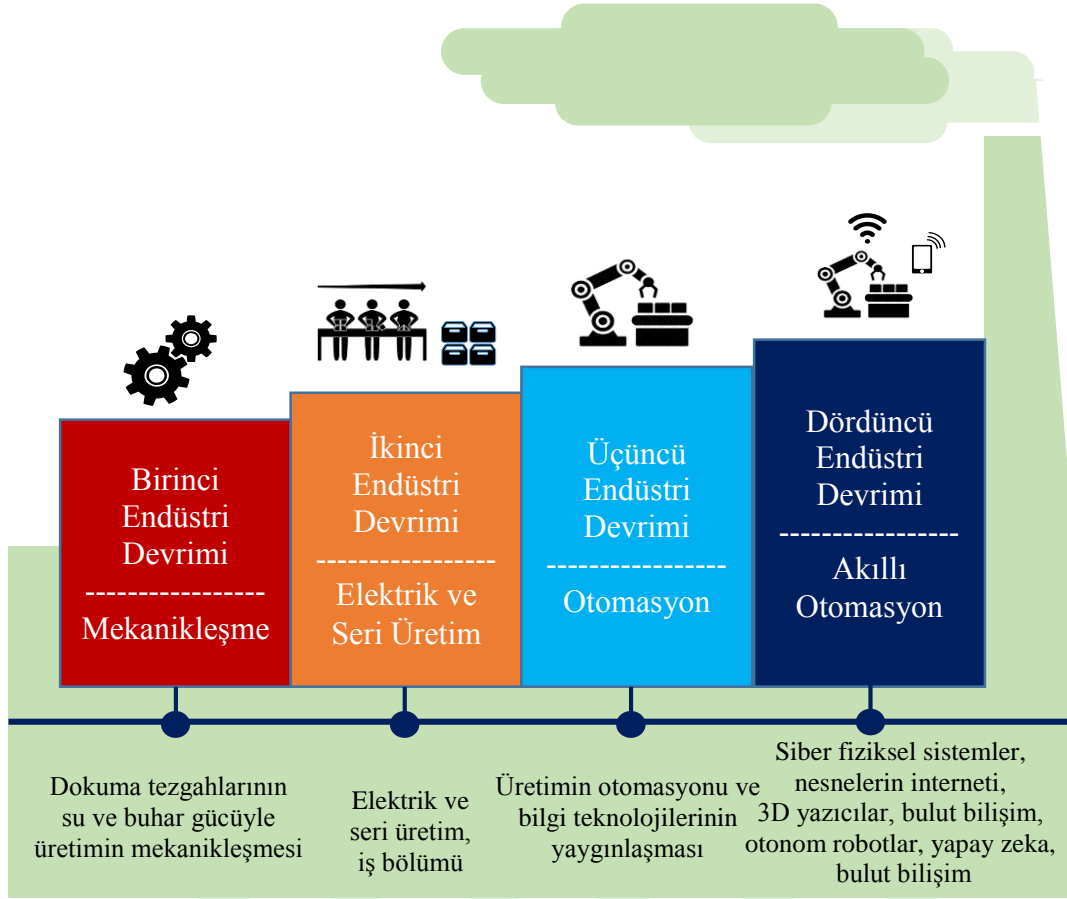 Birinci
Endüstri
Devrimi
-----------------
Mekanikleşme
İkinci
Endüstri
Devrimi
-----------------
Elektrik ve
Seri Üretim
Üçüncü
Endüstri
Devrimi
-----------------
Otomasyon
Dördüncü
Endüstri
Devrimi
-----------------
Akıllı
Otomasyon
Dokuma tezgahlarının
su ve buhar gücüyle
üretimin mekanikleşmesi
Elektrik ve
seri üretim,
iş bölümü
Üretimin otomasyonu ve
bilgi teknolojilerinin
yaygınlaşması
Siber fiziksel sistemler,
nesnelerin interneti,
3D yazıcılar, bulut bilişim,
otonom robotlar, yapay zeka,
bulut bilişim